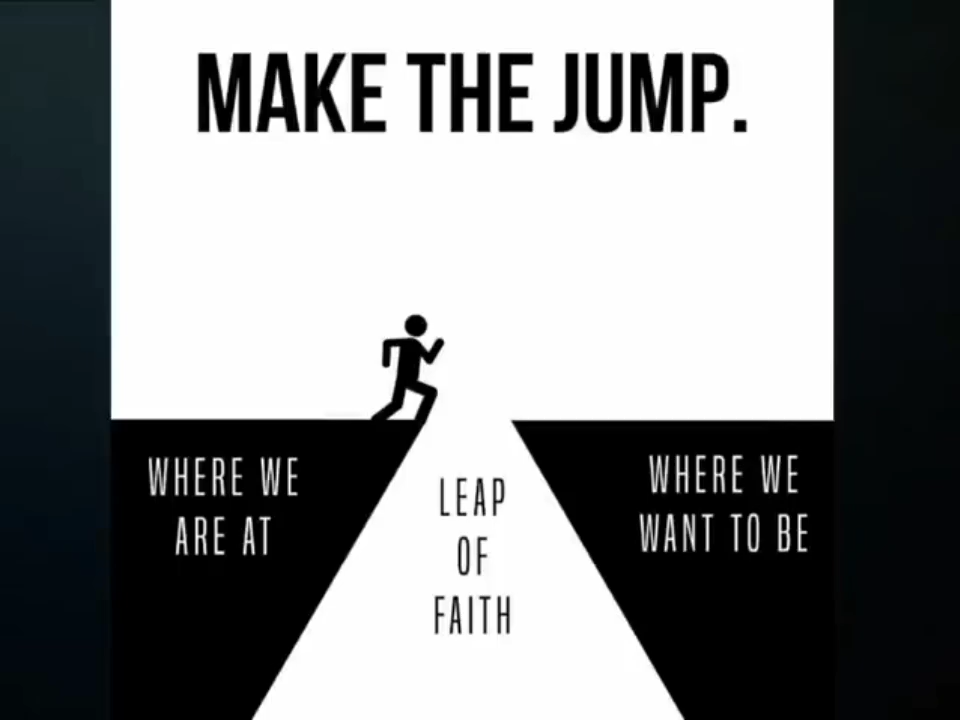 MAKE THE JUMP.
WHERE WE
ARE AT
LEAP
OF
FAITH
WHERE WE
WANT TO BE